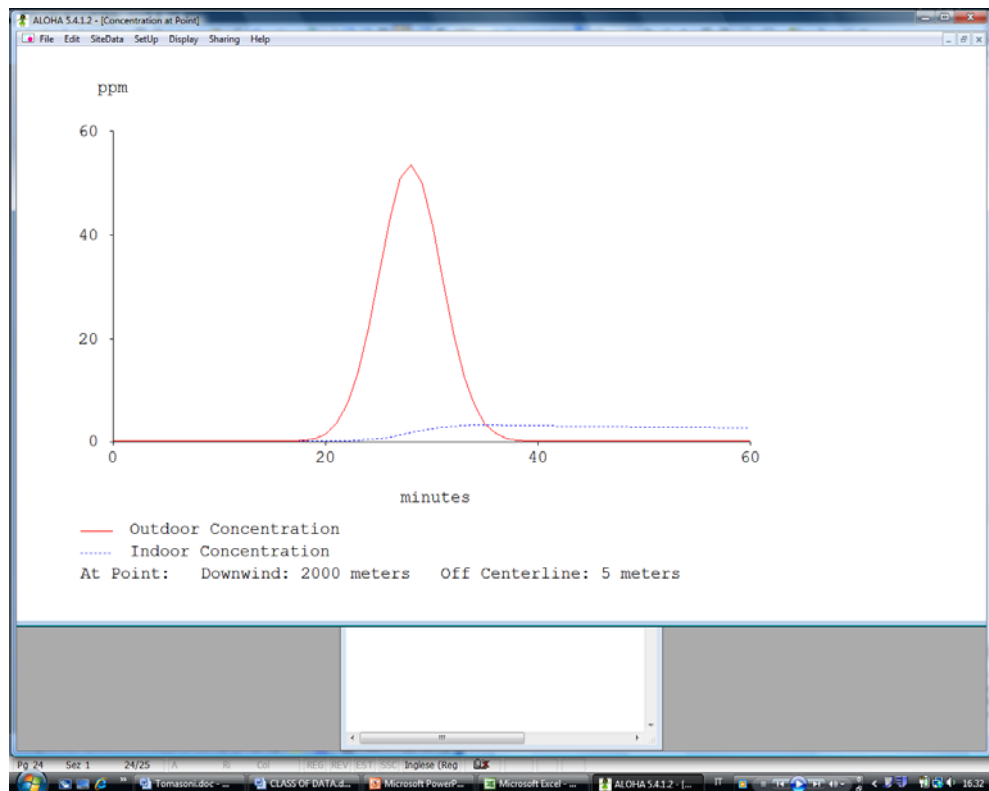 ALOHA 5.4.1.2 - [Concentration at Point]
File Edit SiteData SetUp Display Sharing Help
ppm
60
40
20
0
0 20 40 60
minutes
Outdoor Concentration
Indoor Concentration
At Point: Downwind: 2000 meters Off Centerline: 5 meters
Pg 24 Sez 1 24/25 A Ri Col REG REV EST SSC Inglese (Reg
Tomasoni.doc - ... CLASS OF DATA.d... Microsoft PowerP... Microsoft Excel - ... ALOHA 5.4.1.2 - [... IT 16.32